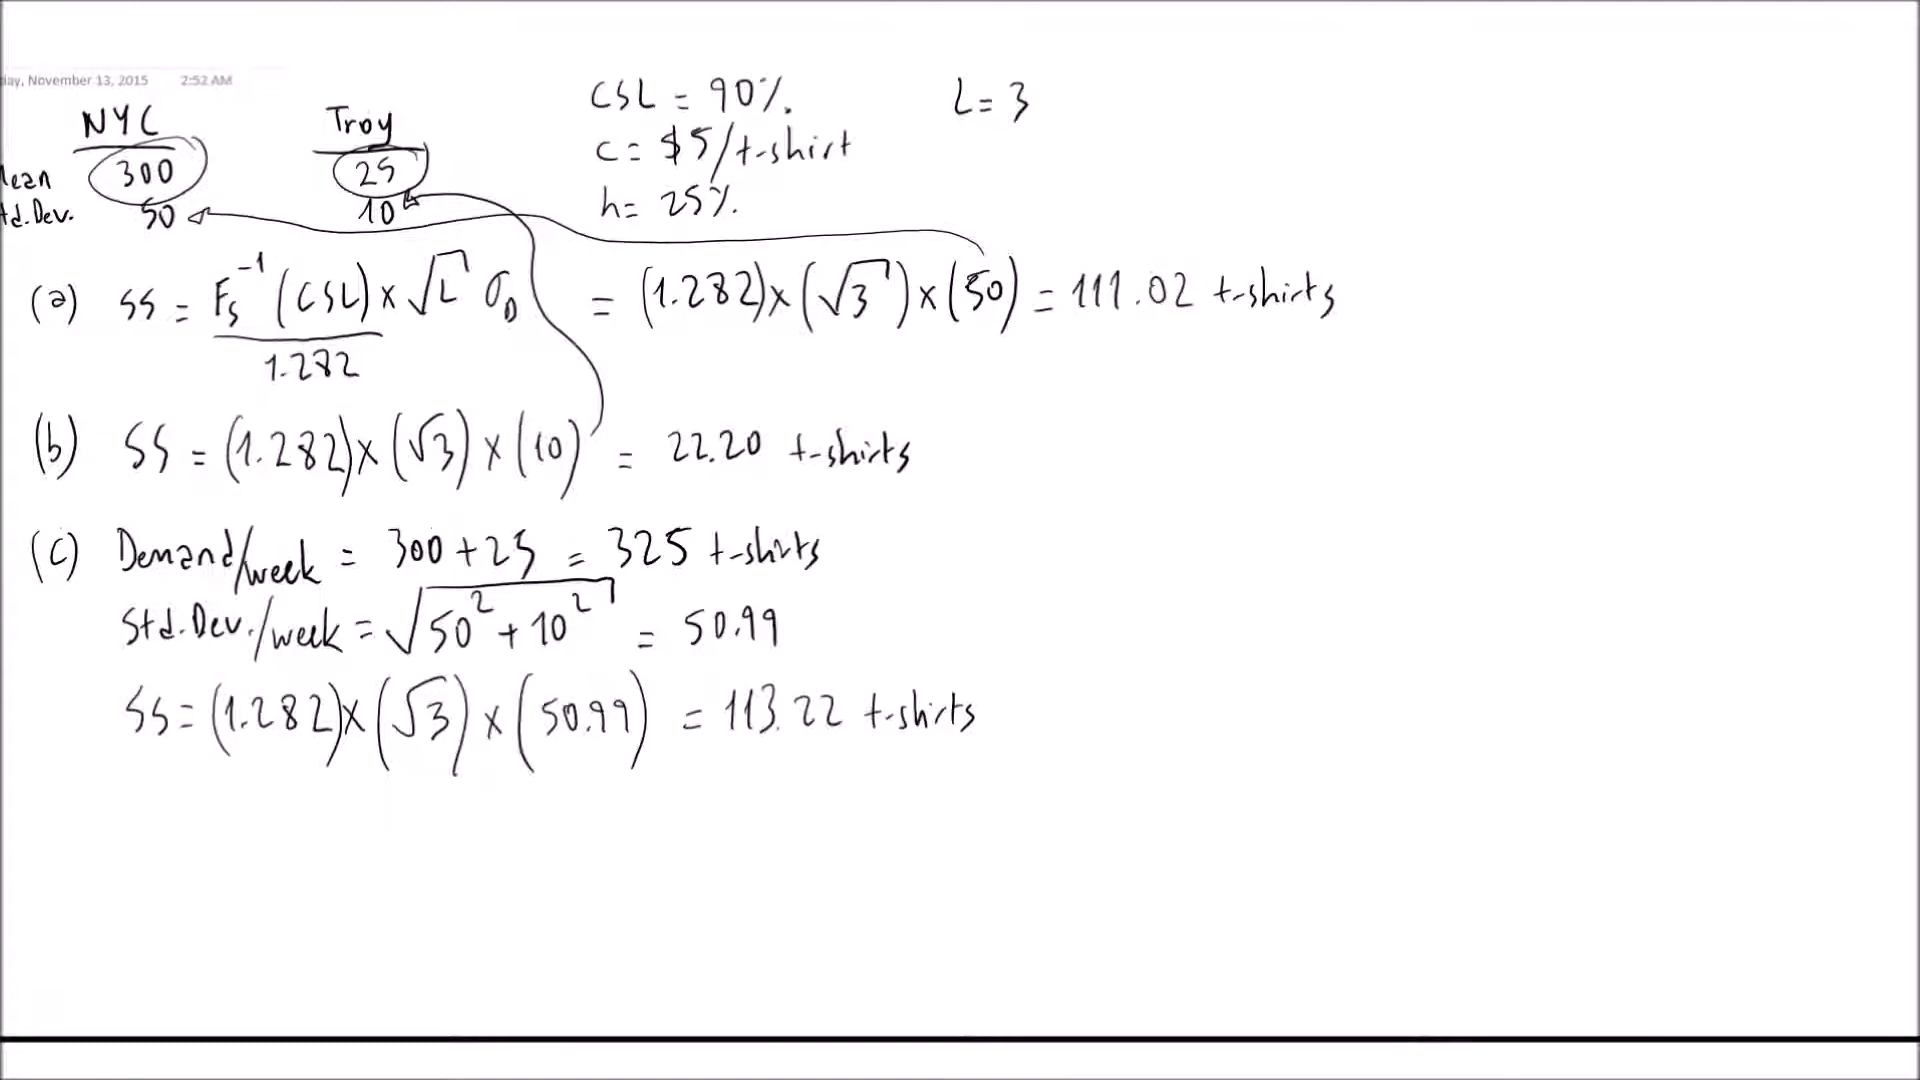 day, November 13, 2015 2:52 AM
NYC Troy CSL = 90%. L = 3
Mean 300 25 c = $5/t-shirt
Std. Dev. 50 10 h = 25%.
(a) SS = Fs⁻¹ (CSL) x √L σD = (1.282) x (√3) x (50) = 111.02 t-shirts
1.282
(b) SS = (1.282) x (√3) x (10) = 22.20 t-shirts
(c) Demand/week = 300 + 25 = 325 t-shirts
Std. Dev./week = √50² + 10² = 50.99
SS = (1.282) x (√3) x (50.99) = 113.22 t-shirts